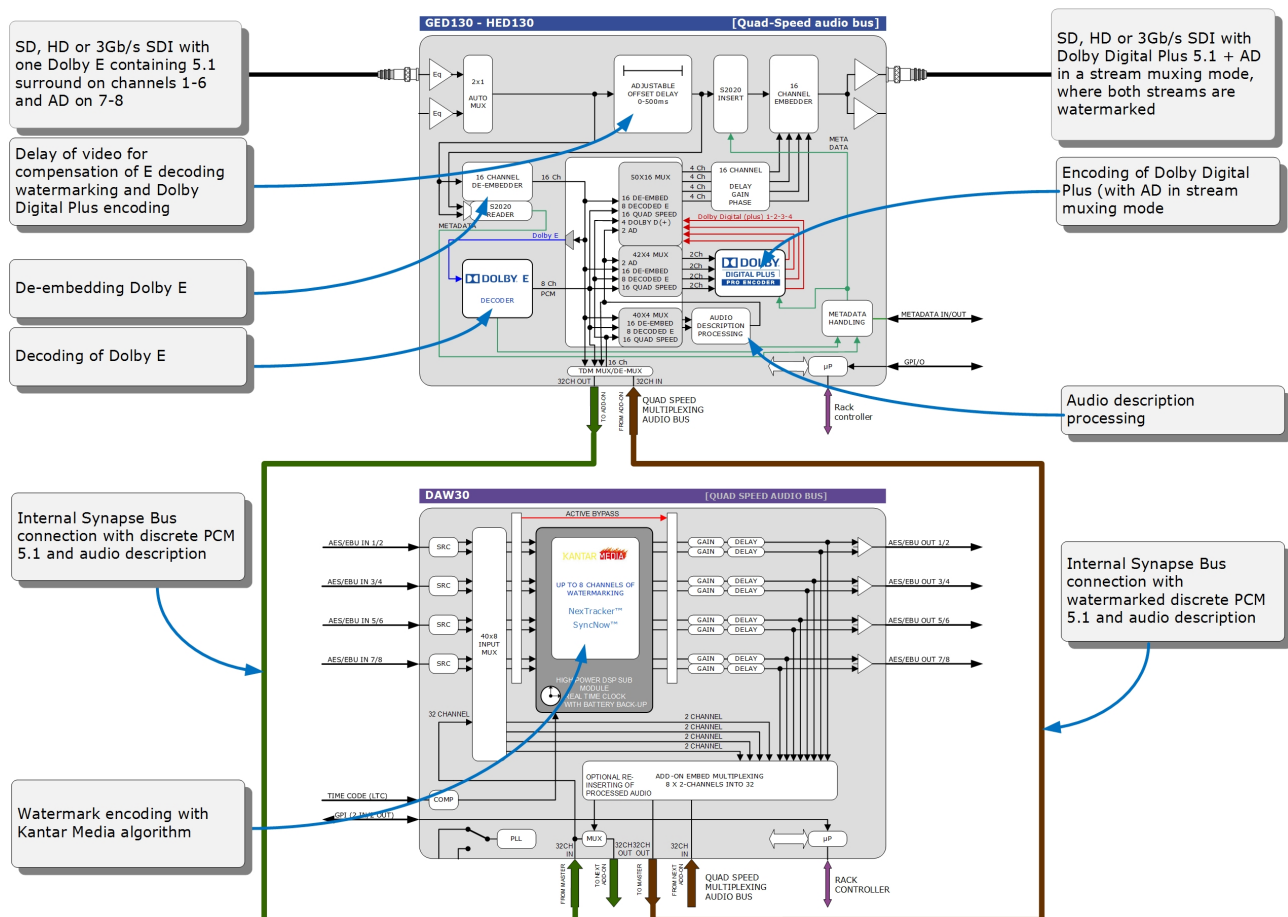 GED130 - HED130
[Quad-Speed audio bus]
SD, HD or 3Gb/s SDI with
one Dolby E containing 5.1
surround on channels 1-6
and AD on 7-8
Delay of video for
compensation of E decoding
watermarking and Dolby
Digital Plus encoding
De-embedding Dolby E
Decoding of Dolby E
SD, HD or 3Gb/s SDI with
Dolby Digital Plus 5.1 + AD
in a stream muxing mode,
where both streams are
watermarked
Encoding of Dolby Digital
Plus (with AD in stream
muxing mode
Audio description
processing
Eq
Eq
2x1
AUTO
MUX
ADJUSTABLE
OFFSET DELAY
0-500ms
S2020
INSERT
16
CHANNEL
EMBEDDER
META
DATA
16 CHANNEL
DE-EMBEDDER
16 Ch
S2020
READER
METADATA
Dolby E
DOLBY E
DECODER
8 Ch
PCM
50X16 MUX
16 DE-EMBED
8 DECODED E
16 QUAD SPEED
4 DOLBY D(+)
2 AD
4 Ch
4 Ch
4 Ch
4 Ch
16 CHANNEL
DELAY
GAIN
PHASE
Dolby Digital (plus) 1-2-3-4
42X4 MUX
2 AD
16 DE-EMBED
8 DECODED E
16 QUAD SPEED
2Ch
2Ch
2Ch
2Ch
DOLBY
DIGITAL PLUS
PRO ENCODER
40X4 MUX
16 DE-EMBED
8 DECODED E
16 QUAD SPEED
AUDIO
DESCRIPTION
PROCESSING
METADATA
HANDLING
METADATA IN/OUT
16 Ch
TDM MUX/DE-MUX
µP
GPI/O
32CH OUT
32CH IN
TO ADD-ON
FROM ADD-ON
QUAD SPEED
MULTIPLEXING
AUDIO BUS
Rack
controller
DAW30
[QUAD SPEED AUDIO BUS]
Internal Synapse Bus
connection with discrete PCM
5.1 and audio description
Watermark encoding with
Kantar Media algorithm
Internal Synapse Bus
connection with
watermarked discrete PCM
5.1 and audio description
ACTIVE BYPASS
AES/EBU IN 1/2
SRC
AES/EBU IN 3/4
SRC
AES/EBU IN 5/6
SRC
AES/EBU IN 7/8
SRC
40x8
INPUT
MUX
KANTAR MEDIA
UP TO 8 CHANNELS OF
WATERMARKING
NexTracker™
SyncNow™
HIGH POWER DSP SUB
MODULE
REAL TIME CLOCK
WITH BATTERY BACK-UP
GAIN
DELAY
GAIN
DELAY
AES/EBU OUT 1/2
GAIN
DELAY
GAIN
DELAY
AES/EBU OUT 3/4
GAIN
DELAY
GAIN
DELAY
AES/EBU OUT 5/6
GAIN
DELAY
GAIN
DELAY
AES/EBU OUT 7/8
32 CHANNEL
2 CHANNEL
2 CHANNEL
2 CHANNEL
2 CHANNEL
OPTIONAL RE-
INSERTING OF
PROCESSED AUDIO
ADD-ON EMBED MULTIPLEXING
8 X 2-CHANNELS INTO 32
TIME CODE (LTC)
COMP
GPI (2 IN/2 OUT)
PLL
MUX
µP
32CH
IN
32CH
OUT
32CH
OUT
32CH
IN
FROM MASTER
TO NEXT
ADD-ON
TO MASTER
FROM NEXT
ADD-ON
QUAD SPEED
MULTIPLEXING
AUDIO BUS
RACK
CONTROLLER